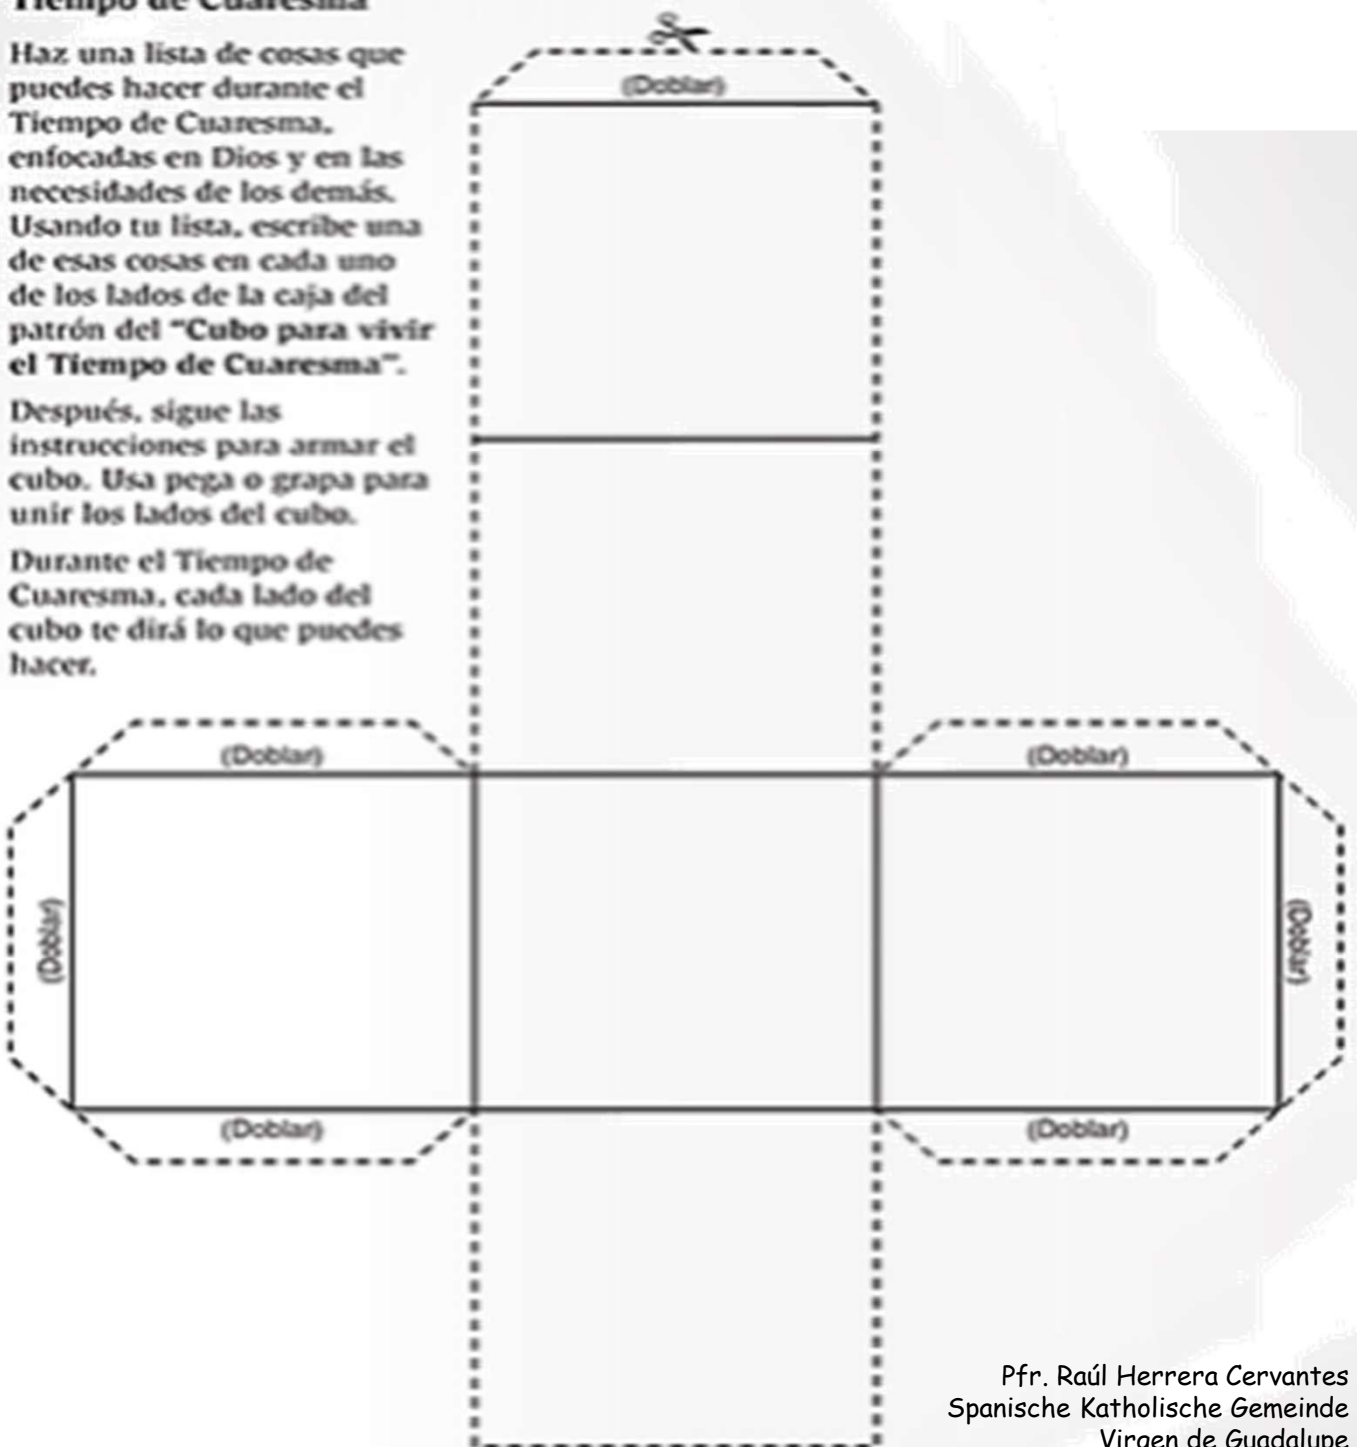 Tiempo de Cuaresma
Haz una lista de cosas que
puedes hacer durante el
Tiempo de Cuaresma,
enfocadas en Dios y en las
necesidades de los demás.
Usando tu lista, escribe una
de esas cosas en cada uno
de los lados de la caja del
patrón del "Cubo para vivir
el Tiempo de Cuaresma".
Después, sigue las
instrucciones para armar el
cubo. Usa pega o grapa para
unir los lados del cubo.
Durante el Tiempo de
Cuaresma, cada lado del
cubo te dirá lo que puedes
hacer.
(Doblar)
(Doblar)
(Doblar)
(Doblar)
(Doblar)
(Doblar)
(Doblar)
Pfr. Raúl Herrera Cervantes
Spanische Katholische Gemeinde
Virgen de Guadalupe